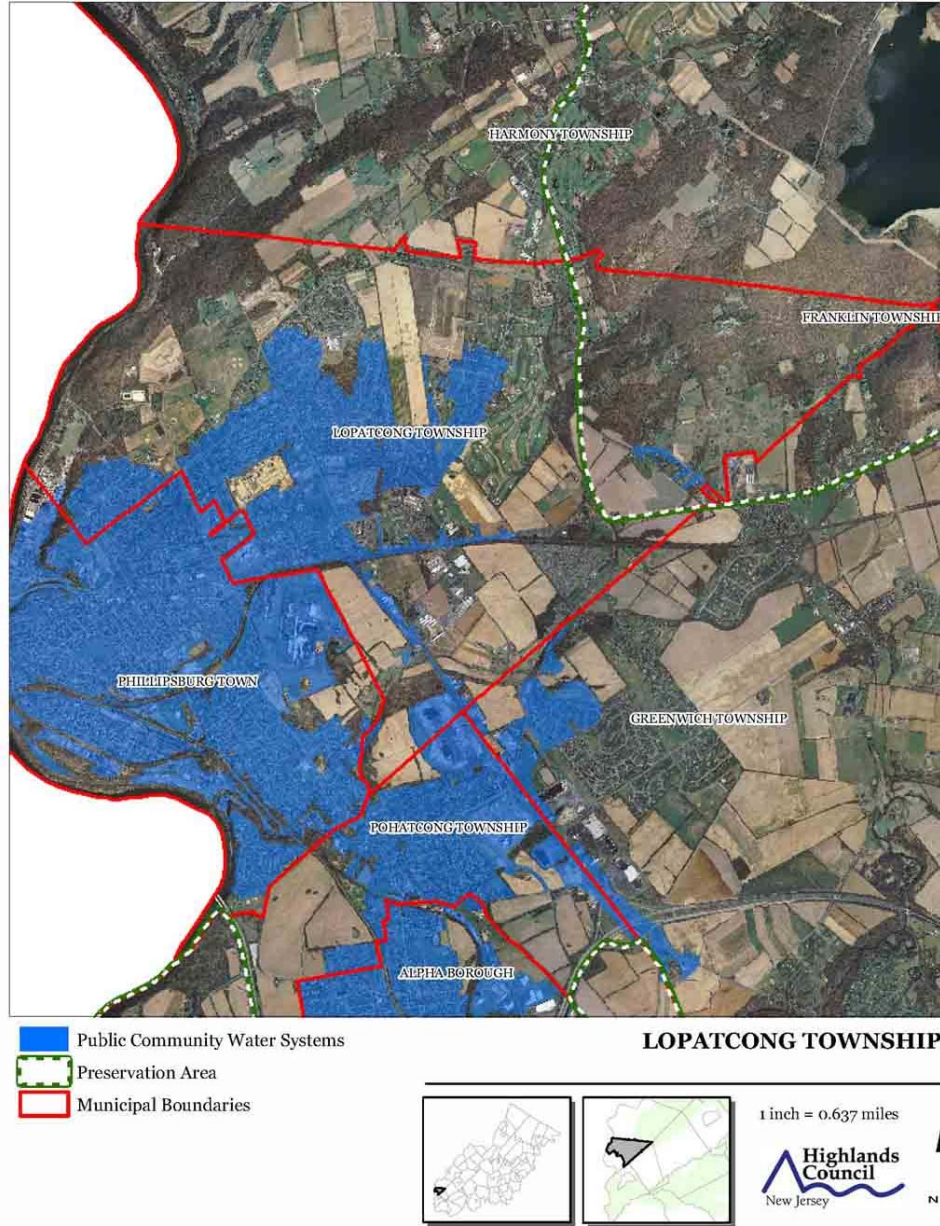 HARMONY TOWNSHIP
FRANKLIN TOWNSHIP
LOPATCONG TOWNSHIP
PHILLIPSBURG TOWN
GREENWICH TOWNSHIP
POHATCONG TOWNSHIP
ALPHA BOROUGH
Public Community Water Systems
Preservation Area
Municipal Boundaries
LOPATCONG TOWNSHIP
1 inch = 0.637 miles
Highlands
Council
New Jersey
N